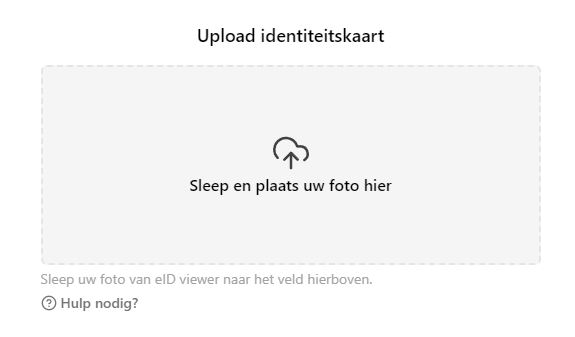 Upload identiteitskaart
Sleep en plaats uw foto hier
Sleep uw foto van eID viewer naar het veld hierboven.
Hulp nodig?